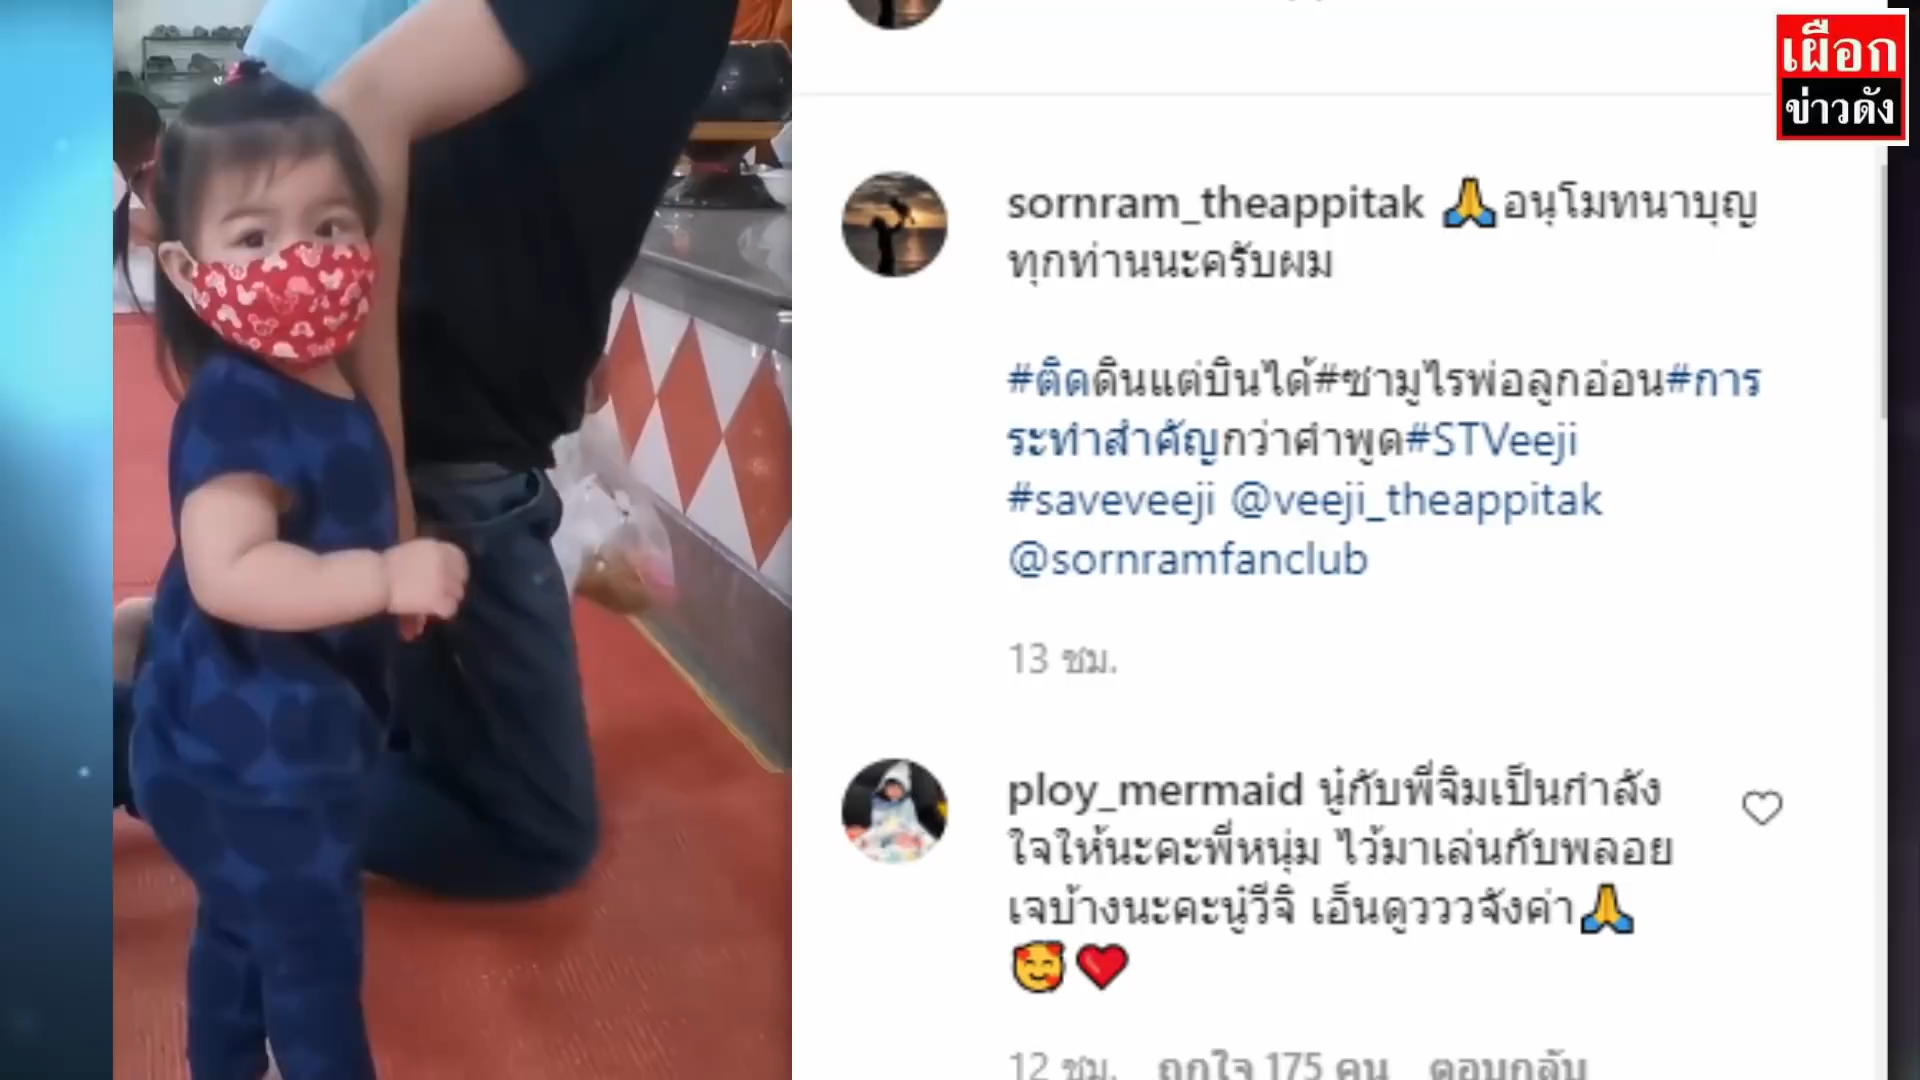 เผือก
ข่าวดัง
sornram_theappitak 🙏อนุโมทนาบุญ
ทุกท่านนะครับผม
#ติดดินแต่บินได้#ซามูไรพ่อลูกอ่อน#การ
ระทำสำคัญกว่าคำพูด#STVeeji
#saveveeji @veeji_theappitak
@sornramfanclub
13 ชม.
ploy_mermaid นู๋กับพี่จิมเป็นกำลัง
ใจให้นะคะพี่หนุ่ม ไว้มาเล่นกับพลอย
เจบ้างนะคะนู๋วีจิ เอ็นดูวววจังค่า🙏
🥰❤️
12 ชม. ถูกใจ 175 คน ตอบกลับ